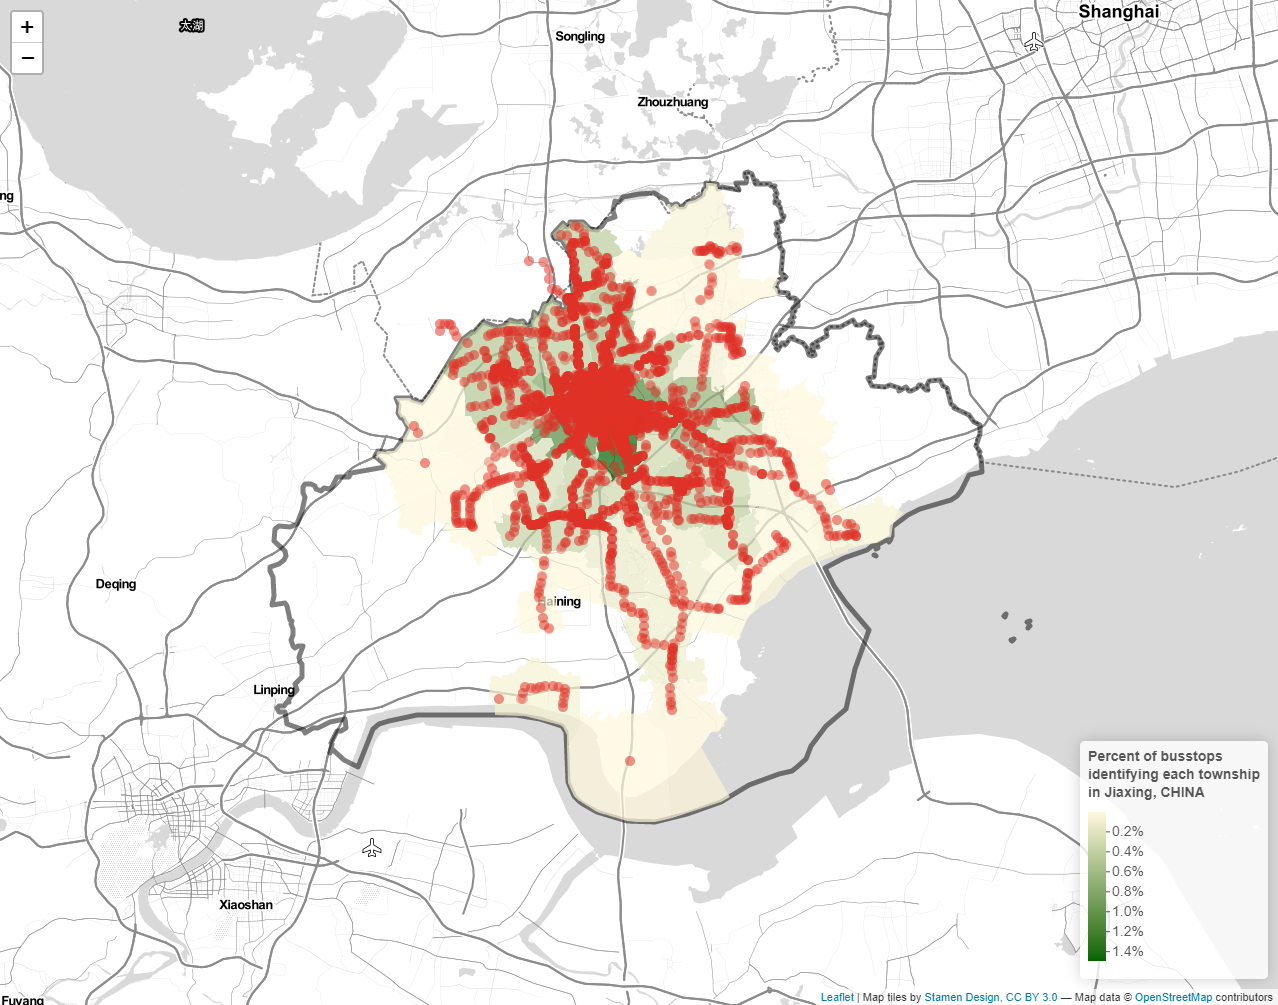 +
−
太湖
Songling
Shanghai
Zhouzhuang
ng
Deqing
ining
Linping
Xiaoshan
Fuyang
Percent of busstops
identifying each township
in Jiaxing, CHINA
0.2%
0.4%
0.6%
0.8%
1.0%
1.2%
1.4%
Leaflet | Map tiles by Stamen Design, CC BY 3.0 — Map data © OpenStreetMap contributors